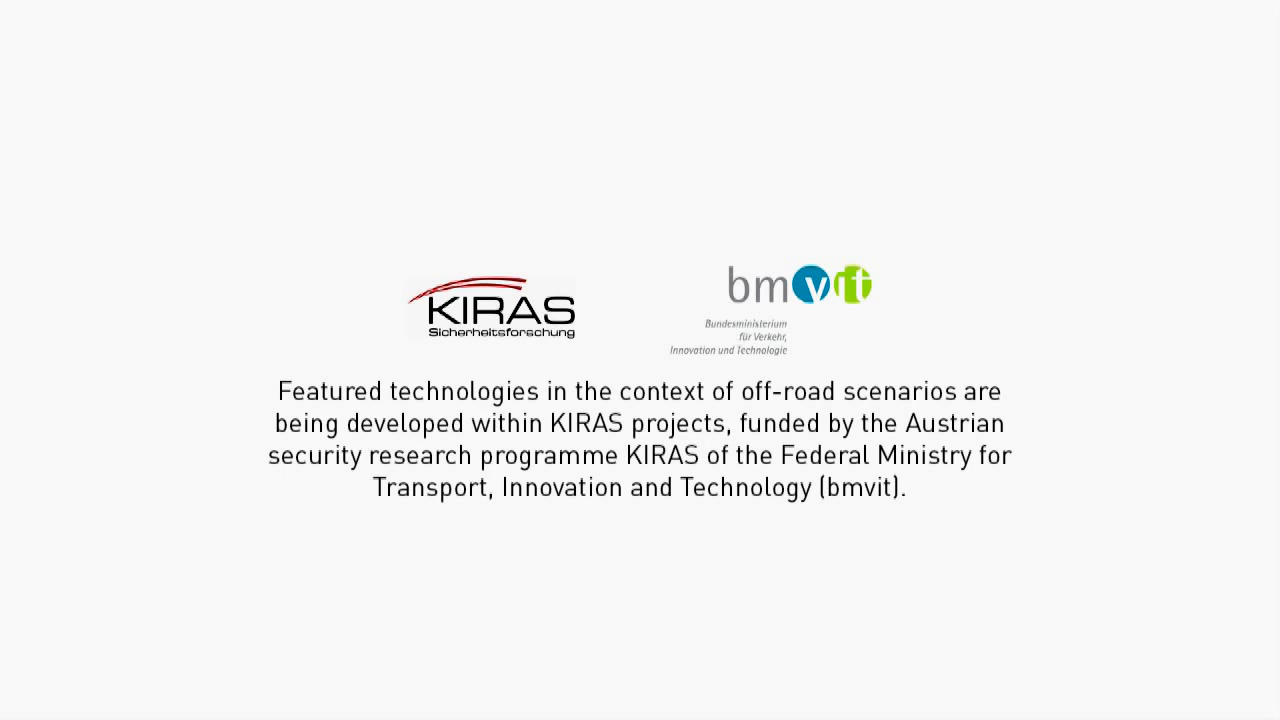 KIRAS
Sicherheitsforschung
bmvit
Bundesministerium
für Verkehr,
Innovation und Technologie
Featured technologies in the context of off-road scenarios are
being developed within KIRAS projects, funded by the Austrian
security research programme KIRAS of the Federal Ministry for
Transport, Innovation and Technology (bmvit).